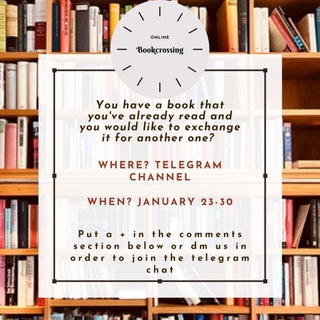 ONLINE
Bookcrossing
You have a book that
you've already read and
you would like to exchange
it for another one?
WHERE? TELEGRAM
CHANNEL
WHEN? JANUARY 23-30
Put a + in the comments
section below or dm us in
order to join the telegram
chat